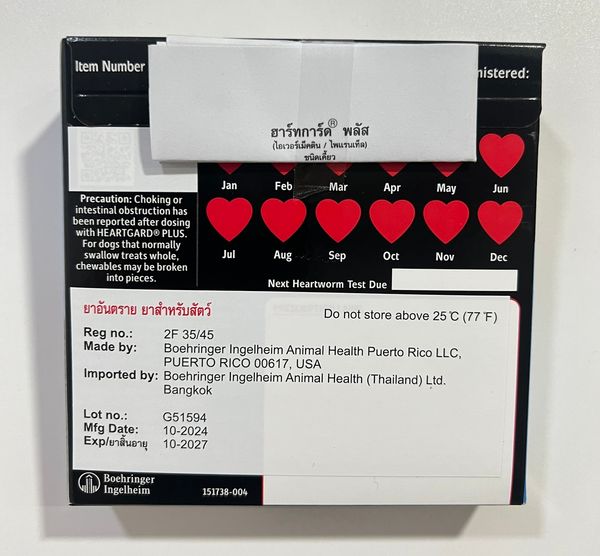 Item Number
nistered:
ฮาร์ทการ์ด® พลัส
(ไอเวอร์เม็คติน / ไพแรนเท็ล)
ชนิดเคี้ยว
Jan Feb Mar Apr May Jun
Jul Aug Sep Oct Nov Dec
Next Heartworm Test Due
Precaution: Choking or
intestinal obstruction has
been reported after dosing
with HEARTGARD® PLUS.
For dogs that normally
swallow treats whole,
chewables may be broken
into pieces.
ยาอันตราย ยาสำหรับสัตว์
Do not store above 25℃ (77℉)
Reg no.: 2F 35/45
Made by: Boehringer Ingelheim Animal Health Puerto Rico LLC,
PUERTO RICO 00617, USA
Imported by: Boehringer Ingelheim Animal Health (Thailand) Ltd.
Bangkok
Lot no.: G51594
Mfg Date: 10-2024
Exp/ยาสิ้นอายุ 10-2027
Boehringer
Ingelheim
151738-004